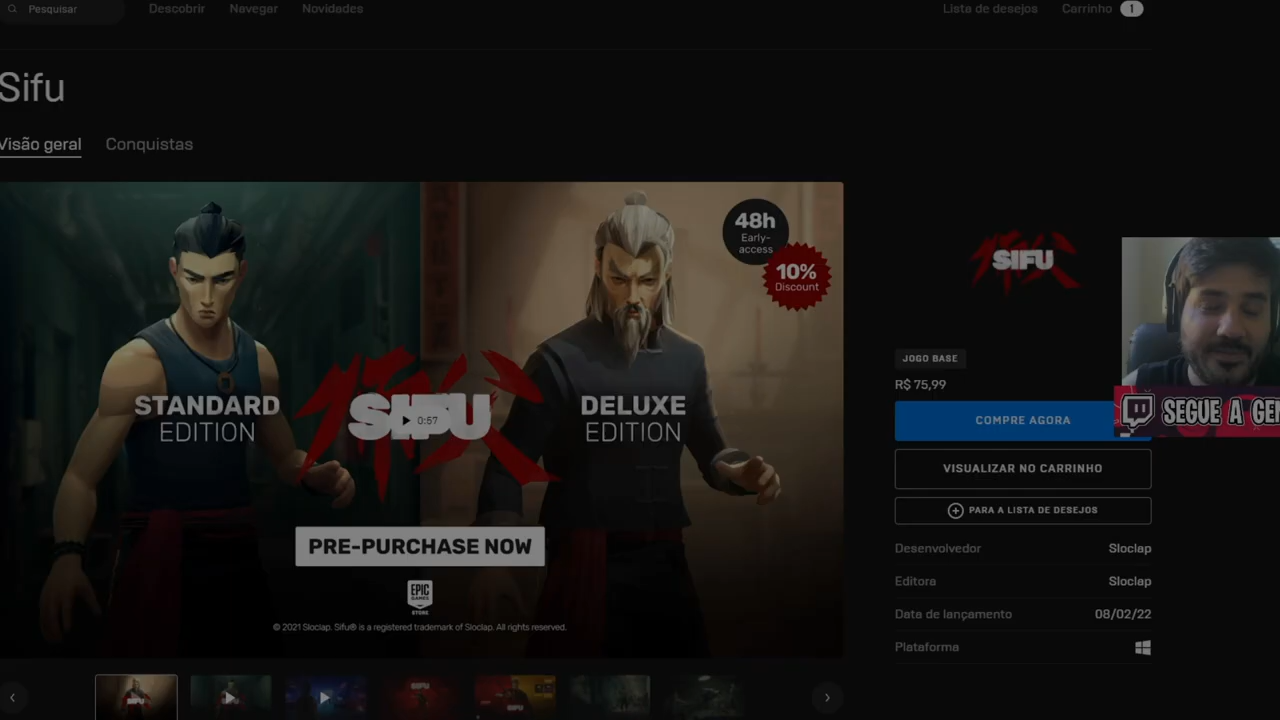 Pesquisar
Descobrir
Navegar
Novidades
Lista de desejos
Carrinho
1
Sifu
Visão geral
Conquistas
48h
Early-
access
10%
Discount
STANDARD
EDITION
SIFU
0:57
DELUXE
EDITION
PRE-PURCHASE NOW
EPIC
GAMES
STORE
© 2021 Sloclap. Sifu® is a registered trademark of Sloclap. All rights reserved.
SIFU
JOGO BASE
R$ 75,99
COMPRE AGORA
SEGUE A GE
VISUALIZAR NO CARRINHO
PARA A LISTA DE DESEJOS
Desenvolvedor
Sloclap
Editora
Sloclap
Data de lançamento
08/02/22
Plataforma